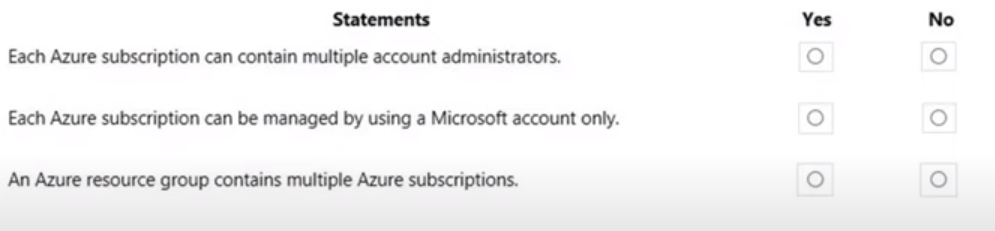 Statements Yes No
Each Azure subscription can contain multiple account administrators.
Each Azure subscription can be managed by using a Microsoft account only.
An Azure resource group contains multiple Azure subscriptions.